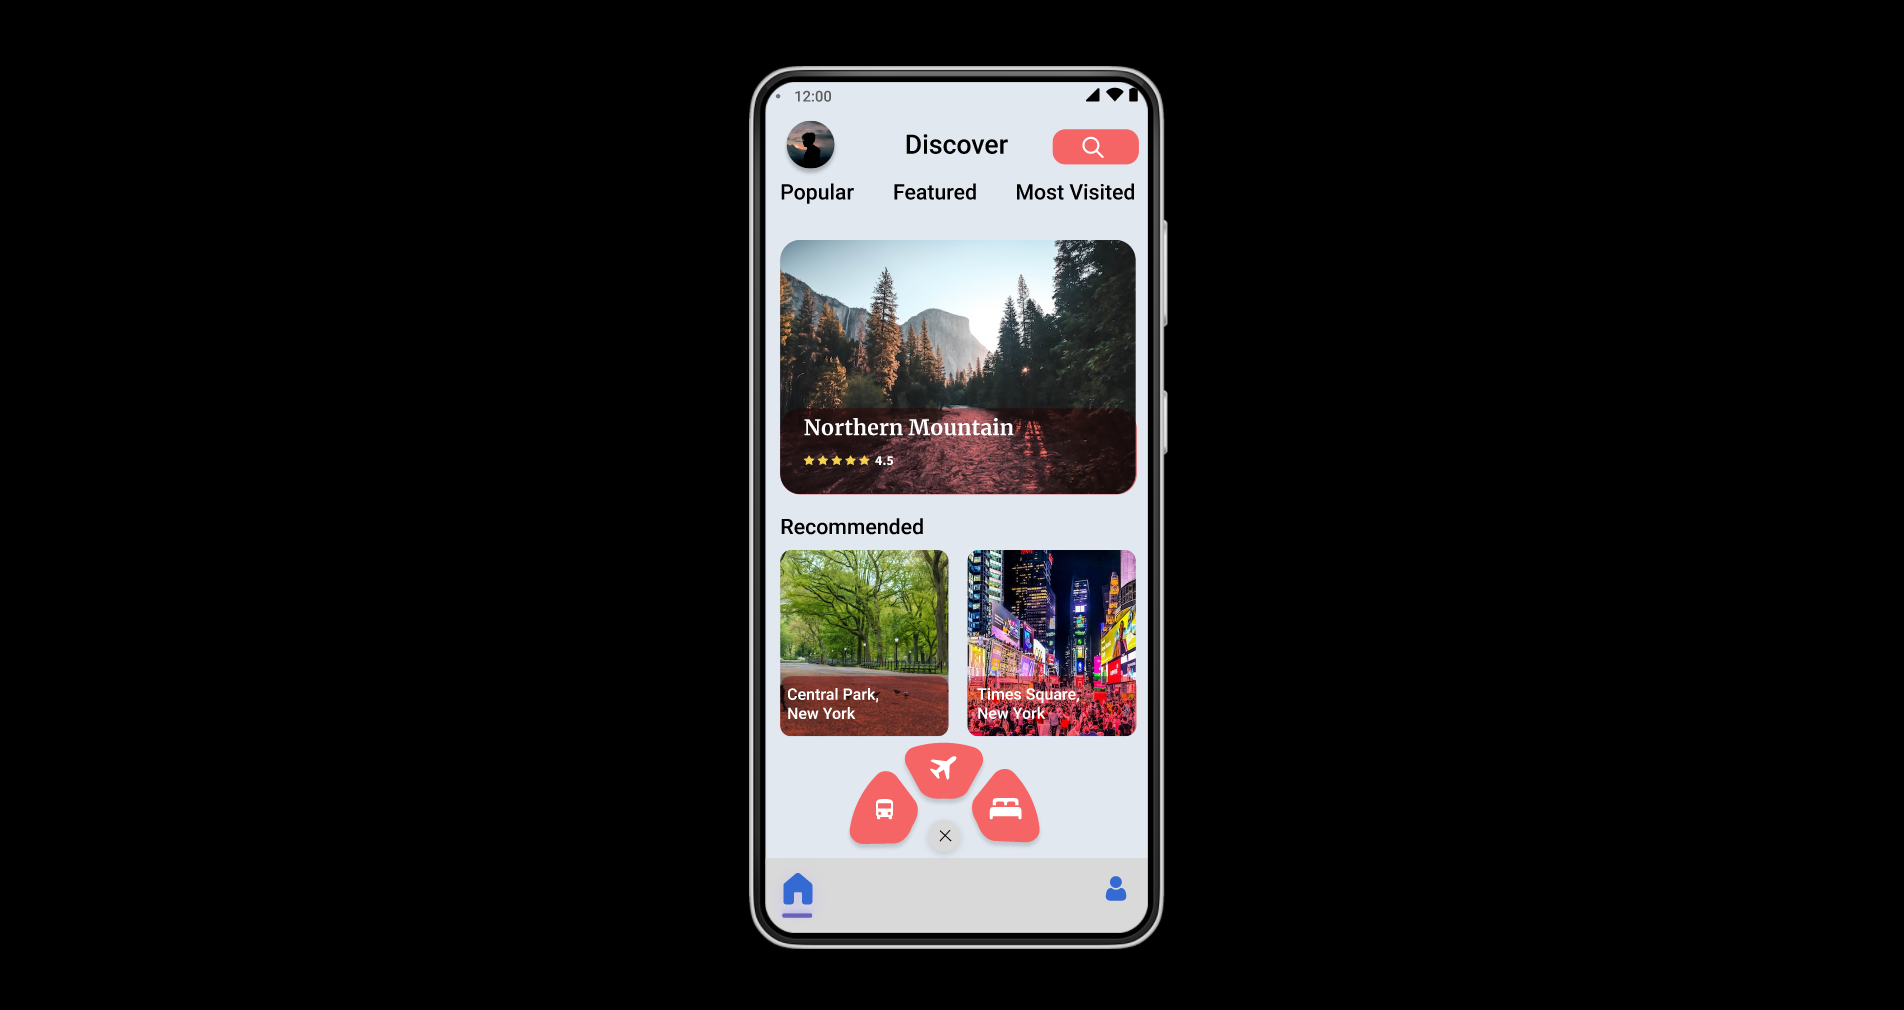 12:00
Discover
Popular Featured Most Visited
Northern Mountain
4.5
Recommended
Central Park,
New York
Times Square,
New York